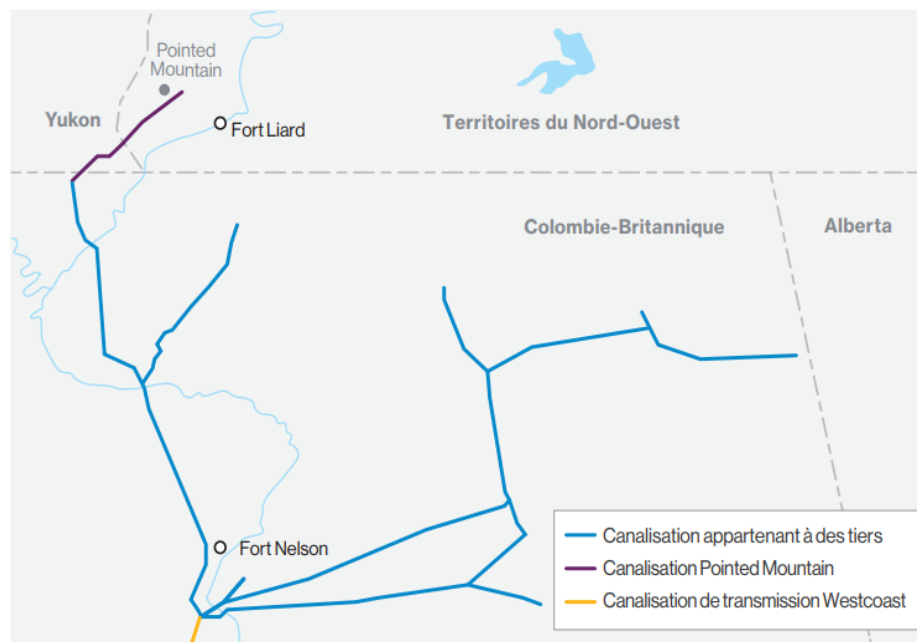 Pointed
Mountain
Yukon
Fort Liard
Territoires du Nord-Ouest
Colombie-Britannique
Alberta
Fort Nelson
Canalisation appartenant à des tiers
Canalisation Pointed Mountain
Canalisation de transmission Westcoast